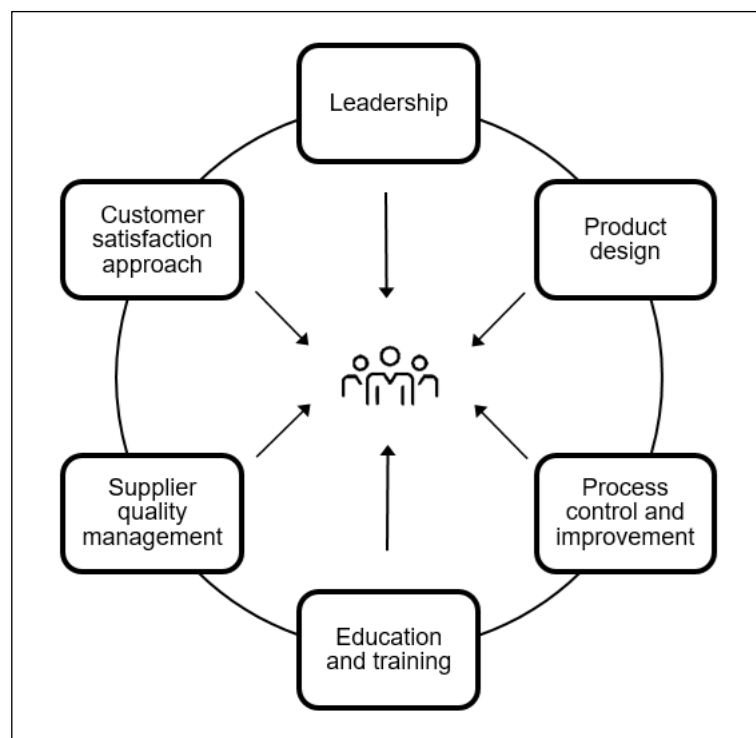 Leadership
Product
design
Process
control and
improvement
Education
and training
Supplier
quality
management
Customer
satisfaction
approach